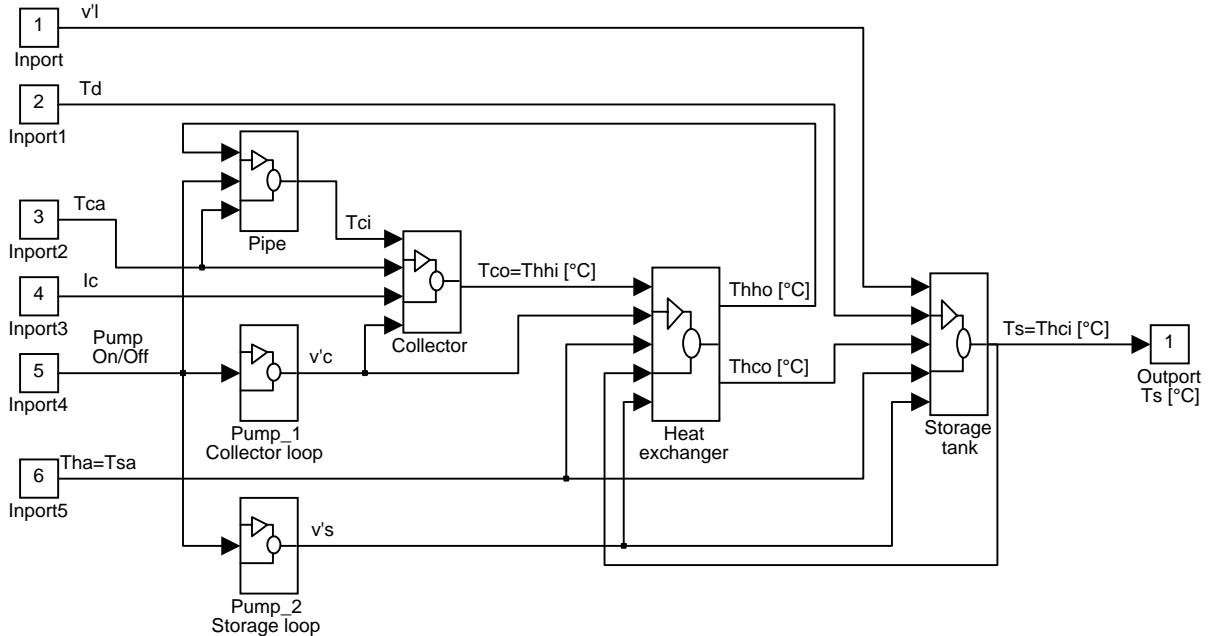 v'l
1
Inport
Td
2
Inport1
Tca
3
Inport2
Pipe
Tci
Ic
4
Inport3
Tco=Thhi [°C]
Collector
Thho [°C]
Thco [°C]
Heat
exchanger
Pump
On/Off
5
Inport4
v'c
Pump_1
Collector loop
Ts=Thci [°C]
1
Outport
Ts [°C]
Storage
tank
Tha=Tsa
6
Inport5
v's
Pump_2
Storage loop